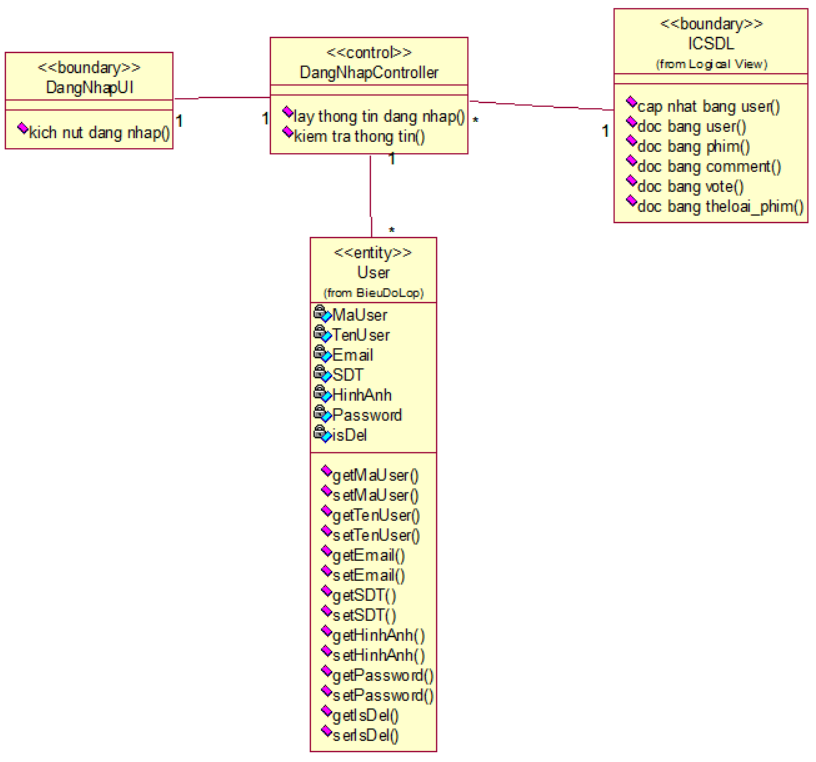 <<boundary>>
DangNhapUI
kich nut dang nhap()
1
<<control>>
DangNhapController
lay thong tin dang nhap()
kiem tra thong tin()
1
*
1
<<boundary>>
ICSDL
(from Logical View)
cap nhat bang user()
doc bang user()
doc bang phim()
doc bang comment()
doc bang vote()
doc bang theloai_phim()
1
*
<<entity>>
User
(from BieuDoLop)
MaUser
TenUser
Email
SDT
HinhAnh
Password
isDel
getMaUser()
setMaUser()
getTenUser()
setTenUser()
getEmail()
setEmail()
getSDT()
setSDT()
getHinhAnh()
setHinhAnh()
getPassword()
setPassword()
getIsDel()
serIsDel()